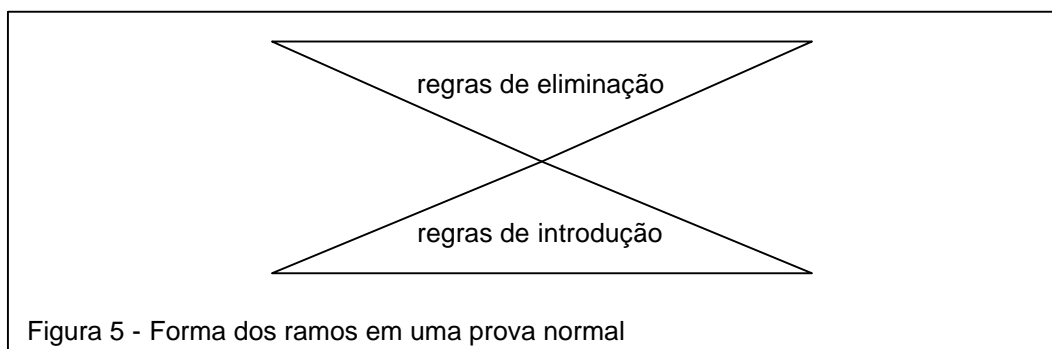 regras de eliminação
regras de introdução
Figura 5 - Forma dos ramos em uma prova normal